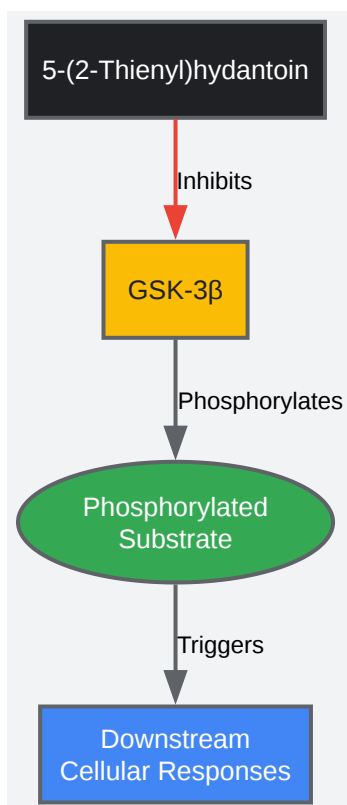 5-(2-Thienyl)hydantoin
Inhibits
GSK-3β
Phosphorylates
Phosphorylated
Substrate
Triggers
Downstream
Cellular Responses